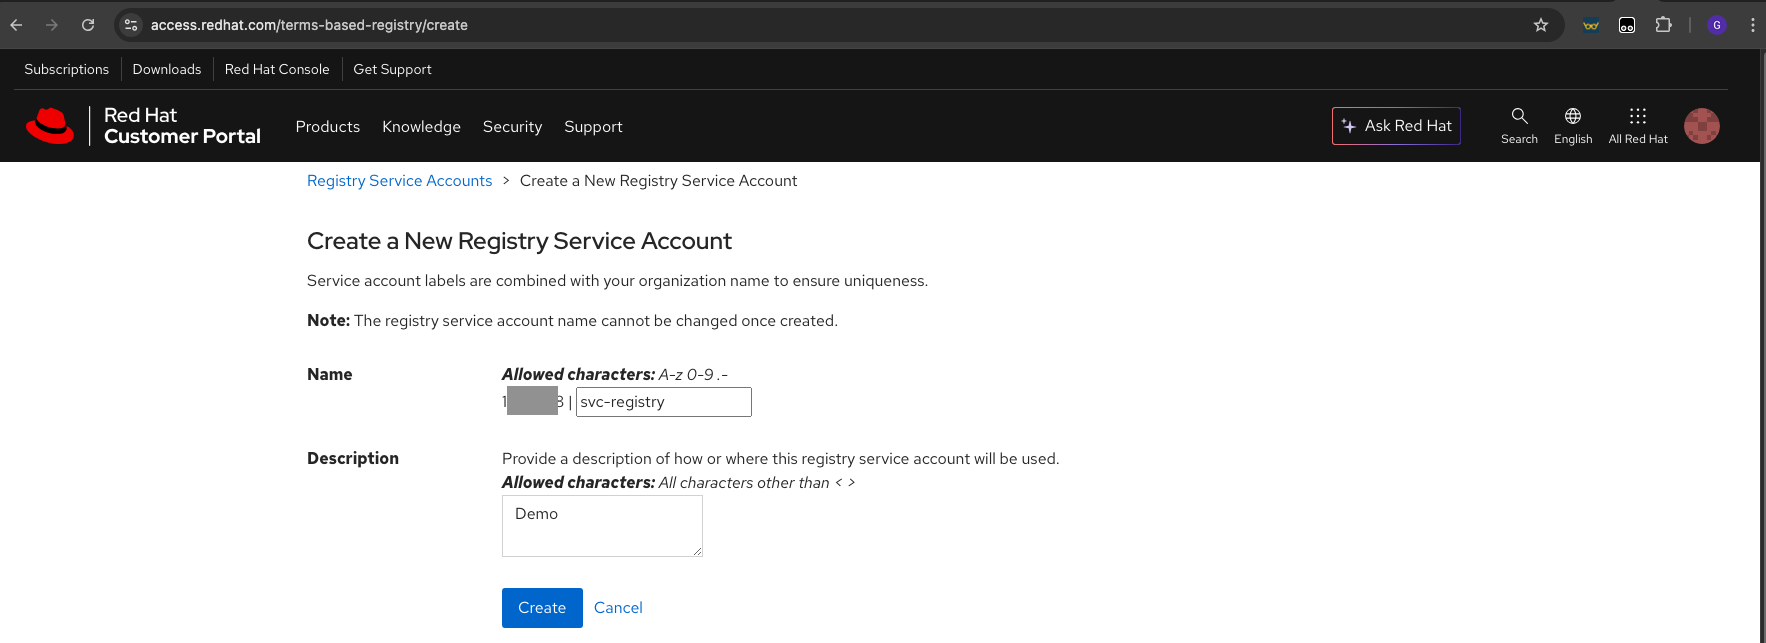 access.redhat.com/terms-based-registry/create
G
Subscriptions Downloads Red Hat Console Get Support
Red Hat
Customer Portal
Products Knowledge Security Support
Ask Red Hat
Search English All Red Hat
Registry Service Accounts > Create a New Registry Service Account
Create a New Registry Service Account
Service account labels are combined with your organization name to ensure uniqueness.
Note: The registry service account name cannot be changed once created.
Name
Allowed characters: A-z 0-9 .-
1 8 | svc-registry
Description
Provide a description of how or where this registry service account will be used.
Allowed characters: All characters other than < >
Demo
Create Cancel